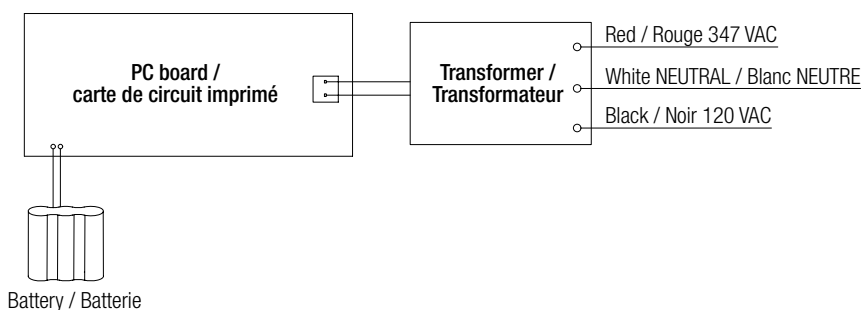 PC board /
carte de circuit imprimé
Transformer /
Transformateur
Red / Rouge 347 VAC
White NEUTRAL / Blanc NEUTRE
Black / Noir 120 VAC
Battery / Batterie